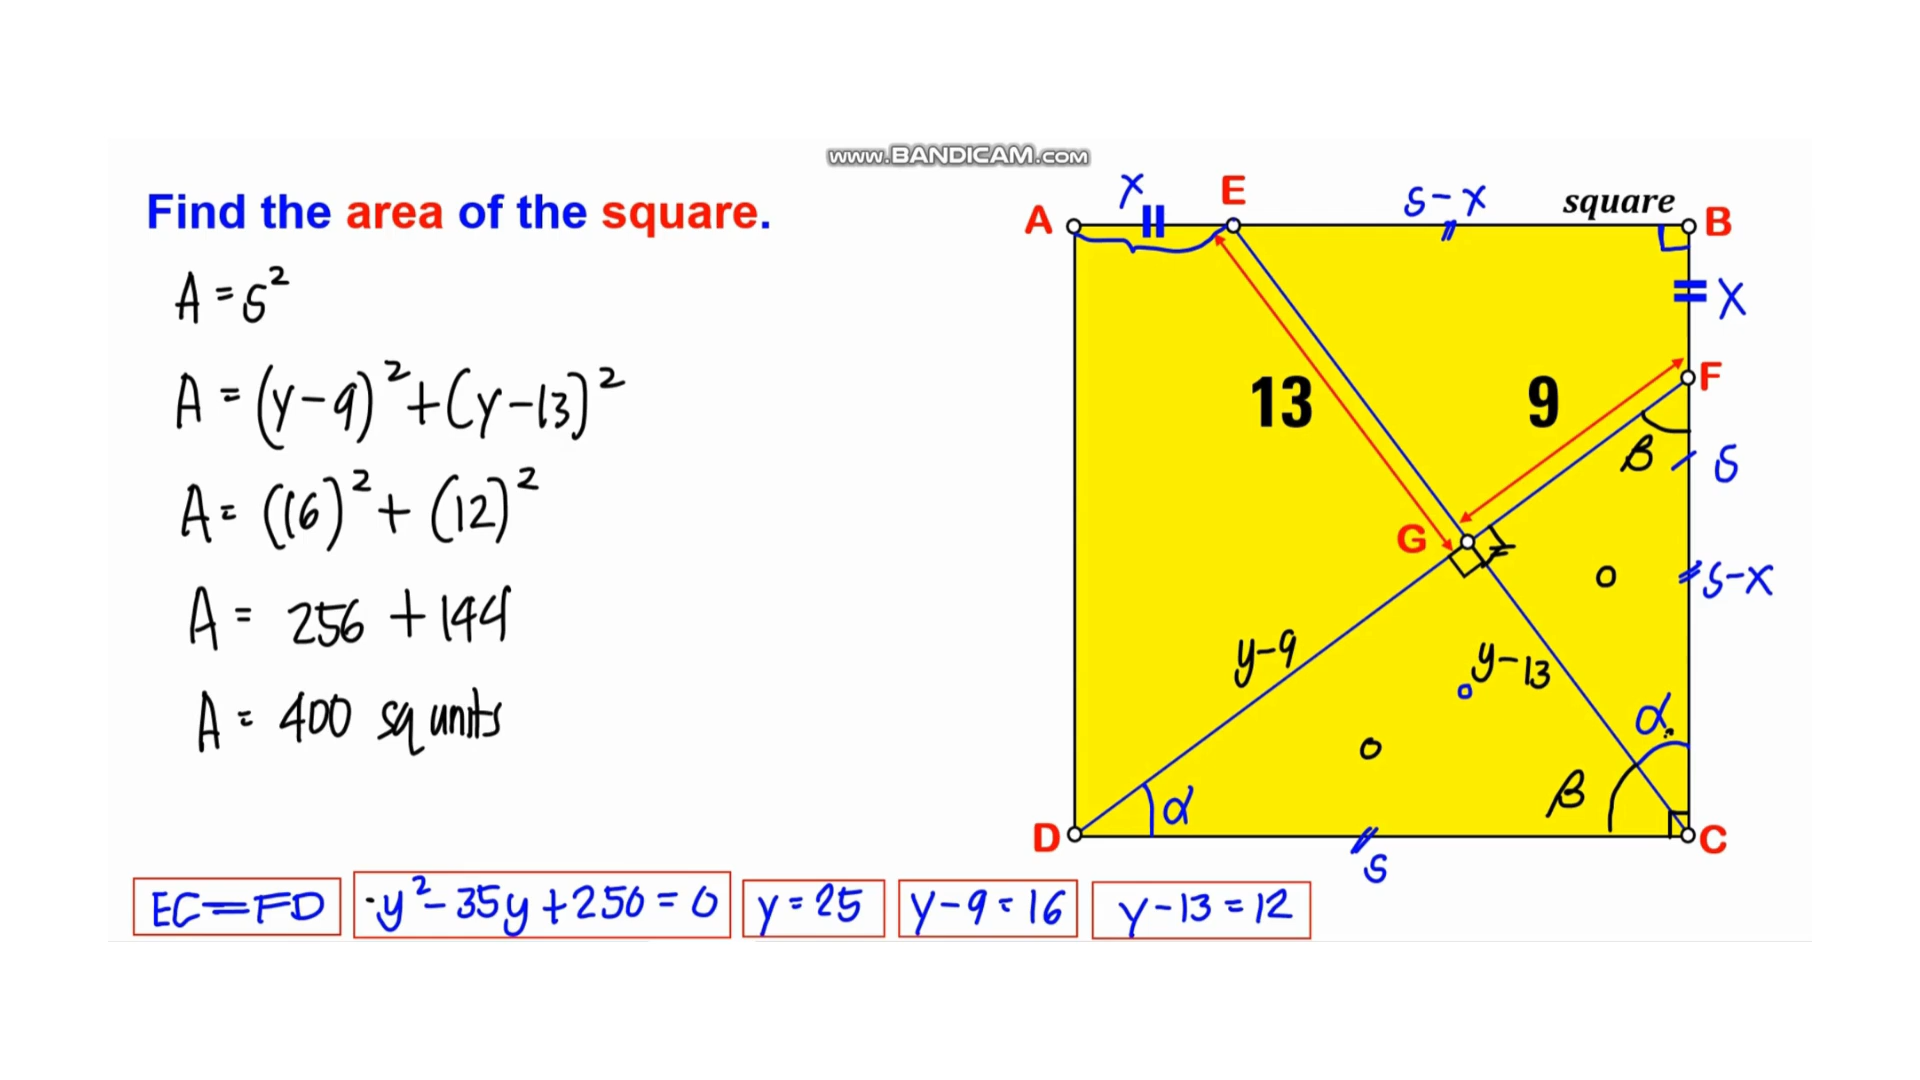 www.BANDICAM.com
Find the area of the square.
A = s²
A = (y-9)² + (y-13)²
A = (16)² + (12)²
A = 256 + 144
A = 400 sq units
x
E
s-x
square
A
B
x
13
9
F
β
s
G
s-x
y-9
y-13
α
β
α
D
C
s
EC=FD
y²-35y+250=0
y=25
y-9=16
y-13=12